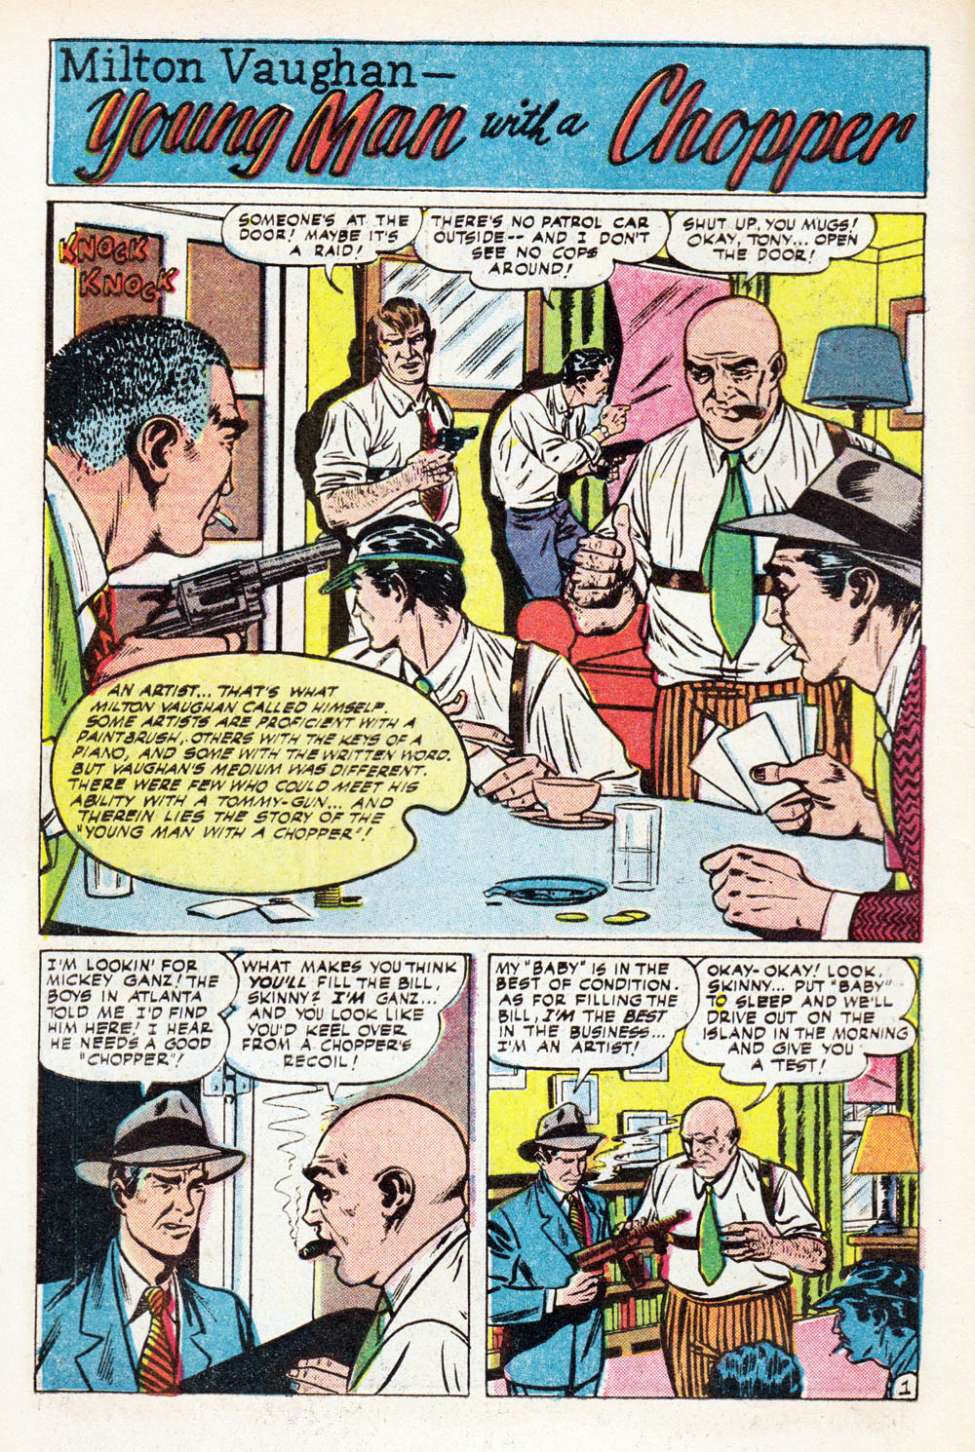 Milton Vaughan—
Young Man with a Chopper
KNOCK
KNOCK
SOMEONE'S AT THE
DOOR! MAYBE IT'S
A RAID!
THERE'S NO PATROL CAR
OUTSIDE-- AND I DON'T
SEE NO COPS
AROUND!
SHUT UP, YOU MUGS!
OKAY, TONY... OPEN
THE DOOR!
AN ARTIST... THAT'S WHAT
MILTON VAUGHAN CALLED HIMSELF.
SOME ARTISTS ARE PROFICIENT WITH A
PAINTBRUSH, OTHERS WITH THE KEYS OF A
PIANO, AND SOME WITH THE WRITTEN WORD.
BUT VAUGHAN'S MEDIUM WAS DIFFERENT.
THERE WERE FEW WHO COULD MEET HIS
ABILITY WITH A TOMMY-GUN... AND
THEREIN LIES THE STORY OF THE
"YOUNG MAN WITH A CHOPPER"!
I'M LOOKIN' FOR
MICKEY GANZ! THE
BOYS IN ATLANTA
TOLD ME I'D FIND
HIM HERE! I HEAR
HE NEEDS A GOOD
"CHOPPER"!
WHAT MAKES YOU THINK
YOU'LL FILL THE BILL,
SKINNY? I'M GANZ...
AND YOU LOOK LIKE
YOU'D KEEL OVER
FROM A CHOPPER'S
RECOIL!
MY "BABY" IS IN THE
BEST OF CONDITION.
AS FOR FILLING THE
BILL, I'M THE BEST
IN THE BUSINESS...
I'M AN ARTIST!
OKAY-OKAY! LOOK,
SKINNY... PUT "BABY"
TO SLEEP AND WE'LL
DRIVE OUT ON THE
ISLAND IN THE MORNING
AND GIVE YOU
A TEST!
1